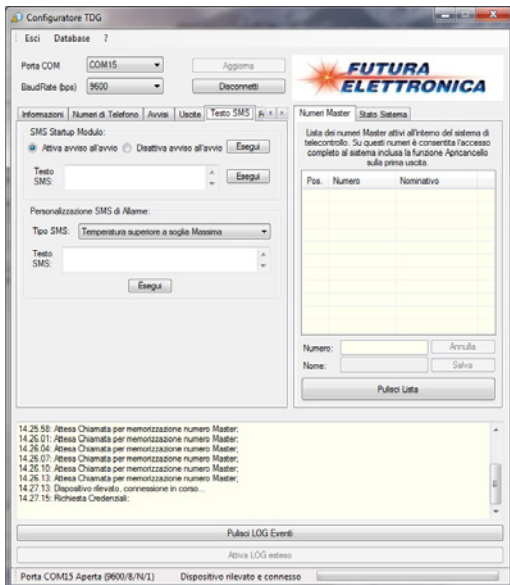 Configuratore TDG
Esci Database ?
Porta COM COM15 Aggiorna
BaudRate (bps) 9600 Disconnetti
FUTURA
ELETTRONICA
Informazioni Numeri di Telefono Avvisi Uscite Testo SMS
SMS Startup Modulo:
Attiva avviso all'avvio Disattiva avviso all'avvio Esegui
Testo
SMS: Esegui
Personalizzazione SMS di Allarme:
Tipo SMS: Temperatura superiore a soglia Massima
Testo
SMS:
Esegui
Numeri Master Stato Sistema
Lista dei numeri Master attivi all'interno del sistema di
telecontrollo. Su questi numeri è consentita l'accesso
completo al sistema inclusa la funzione Apricancello
sulla prima uscita.
Pos. Numero Nominativo
Numero: Annulla
Nome: Salva
Pulisci Lista
14.25.58: Attesa Chiamata per memorizzazione numero Master;
14.26.01: Attesa Chiamata per memorizzazione numero Master;
14.26.04: Attesa Chiamata per memorizzazione numero Master;
14.26.07: Attesa Chiamata per memorizzazione numero Master;
14.26.10: Attesa Chiamata per memorizzazione numero Master;
14.26.13: Attesa Chiamata per memorizzazione numero Master;
14.27.13: Dispositivo rilevato, connessione in corso...
14.27.15: Richiesta Credenziali;
Pulisci LOG Eventi
Attiva LOG esteso
Porta COM15 Aperta (9600/8/N/1) Dispositivo rilevato e connesso